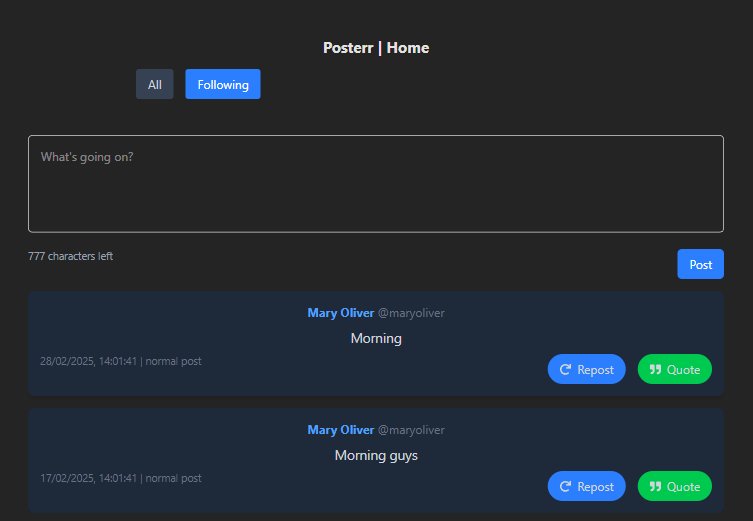 Posterr | Home
All Following
What's going on?
777 characters left
Post
Mary Oliver @maryoliver
Morning
28/02/2025, 14:01:41 | normal post
Repost Quote
Mary Oliver @maryoliver
Morning guys
17/02/2025, 14:01:41 | normal post
Repost Quote